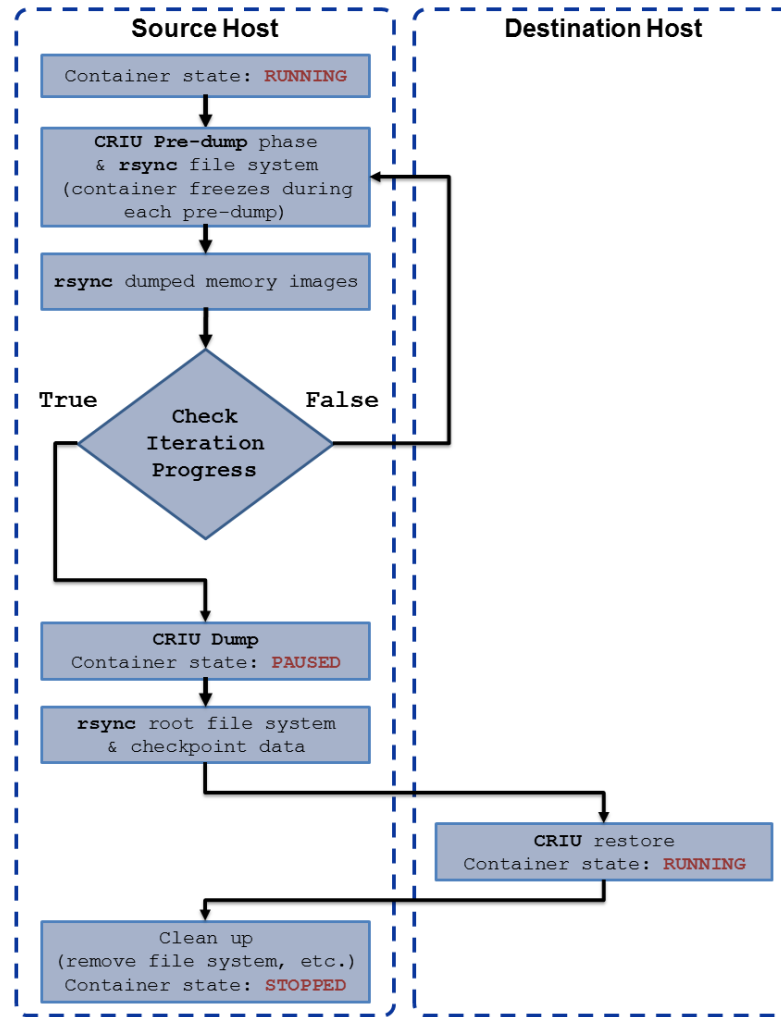 Source Host
Destination Host
Container state: RUNNING
CRIU Pre-dump phase
& rsync file system
(container freezes during
each pre-dump)
rsync dumped memory images
True
False
Check
Iteration
Progress
CRIU Dump
Container state: PAUSED
rsync root file system
& checkpoint data
CRIU restore
Container state: RUNNING
Clean up
(remove file system, etc.)
Container state: STOPPED